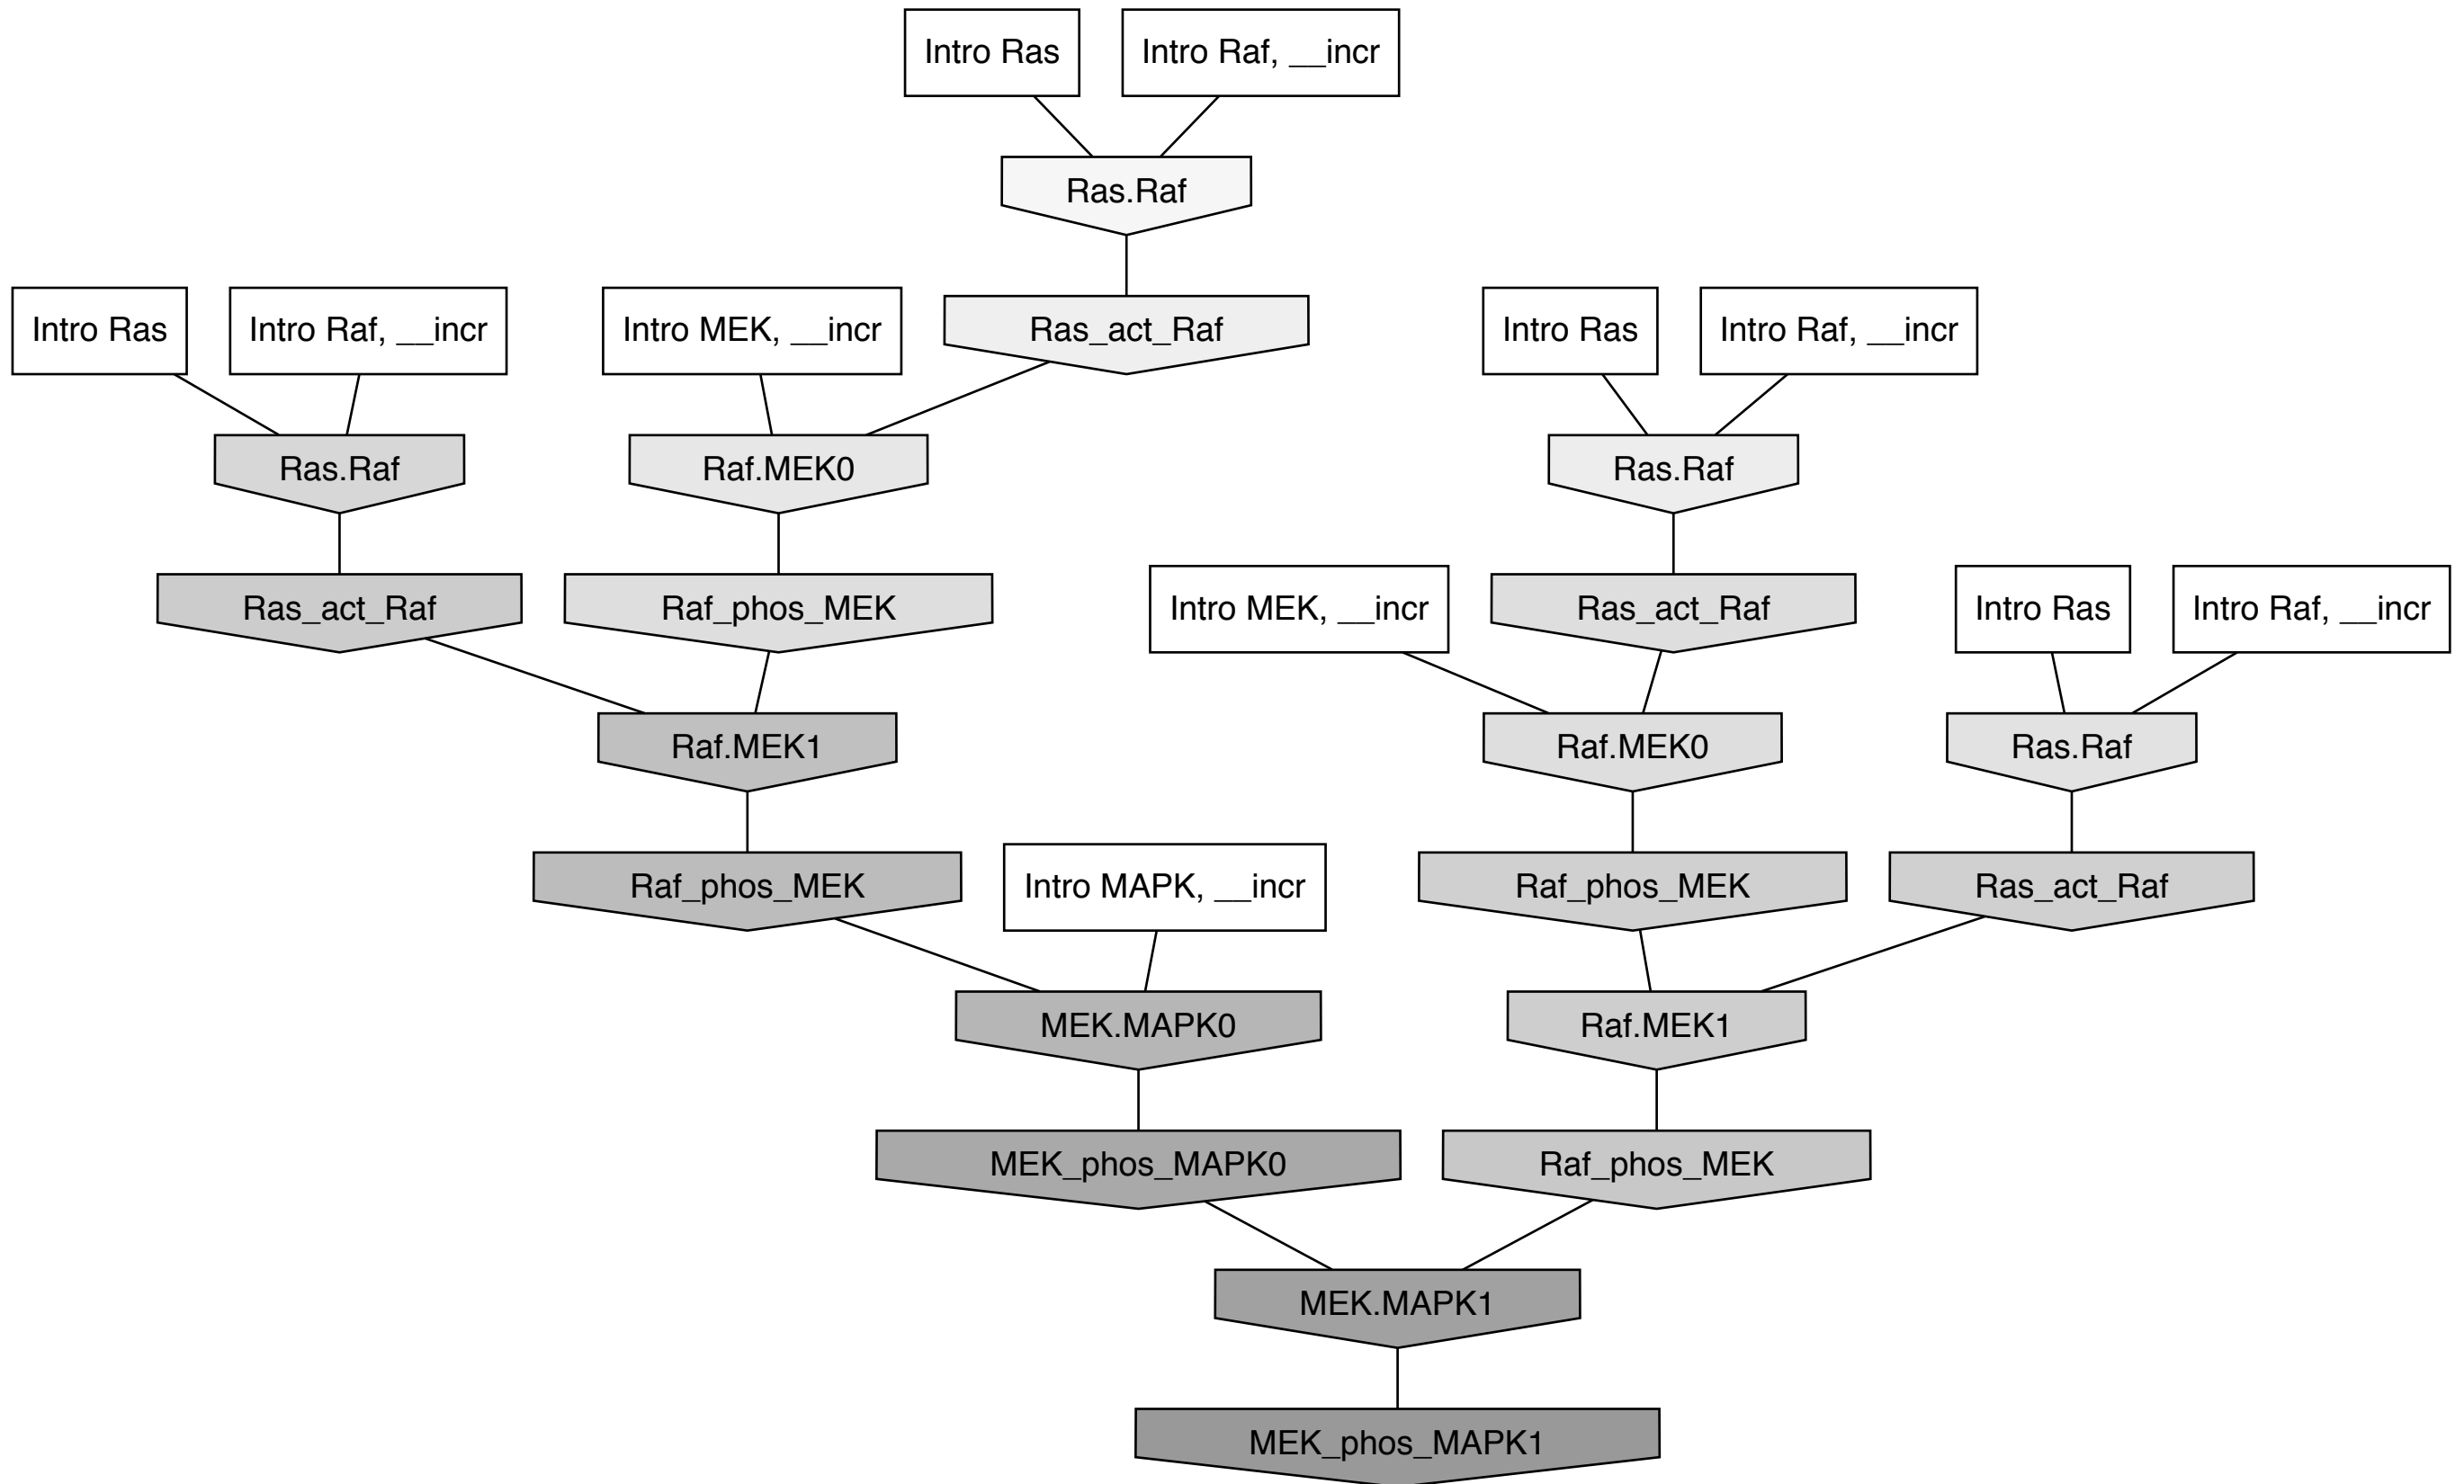 Intro Ras
Intro Raf, __incr
Ras.Raf
Intro Ras
Intro Raf, __incr
Intro MEK, __incr
Ras_act_Raf
Intro Ras
Intro Raf, __incr
Ras.Raf
Raf.MEK0
Ras.Raf
Ras_act_Raf
Raf_phos_MEK
Intro MEK, __incr
Ras_act_Raf
Intro Ras
Intro Raf, __incr
Raf.MEK1
Raf.MEK0
Ras.Raf
Raf_phos_MEK
Intro MAPK, __incr
Raf_phos_MEK
Ras_act_Raf
MEK.MAPK0
Raf.MEK1
MEK_phos_MAPK0
Raf_phos_MEK
MEK.MAPK1
MEK_phos_MAPK1